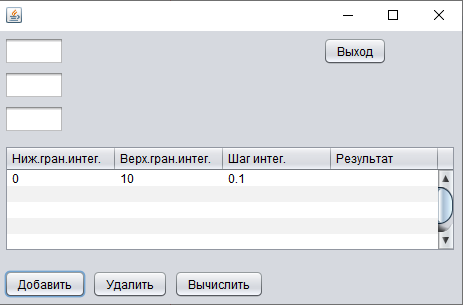 Выход
Ниж.гран.интег. Верх.гран.интег. Шаг интег. Результат
0 10 0.1
Добавить Удалить Вычислить